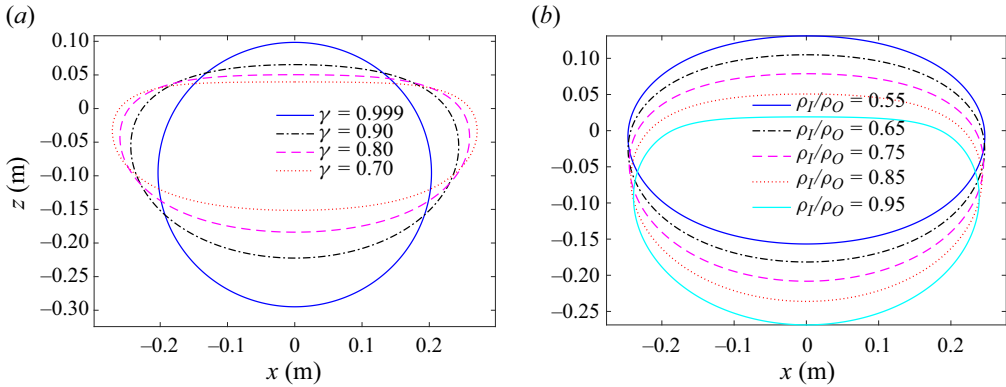 (a)
0.10
0.05
0
−0.05
−0.10
−0.15
−0.20
−0.25
−0.30
z (m)
γ = 0.999
γ = 0.90
γ = 0.80
γ = 0.70
−0.2 −0.1 0 0.1 0.2
x (m)
(b)
0.10
0.05
0
−0.05
−0.10
−0.15
−0.20
−0.25
ρI/ρO = 0.55
ρI/ρO = 0.65
ρI/ρO = 0.75
ρI/ρO = 0.85
ρI/ρO = 0.95
−0.2 −0.1 0 0.1 0.2
x (m)